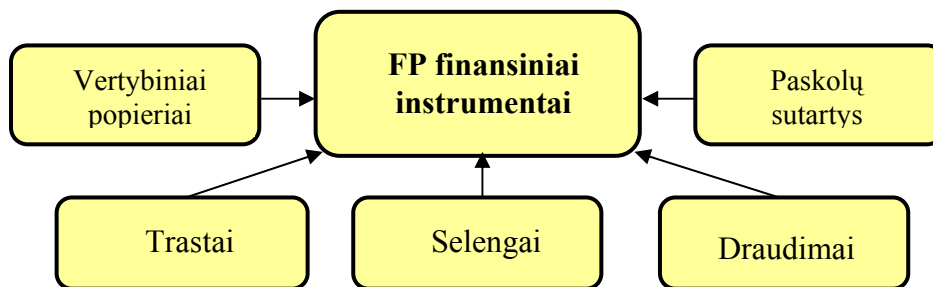 Vertybiniai
popieriai
FP finansiniai
instrumentai
Paskolų
sutartys
Trastai
Selengai
Draudimai